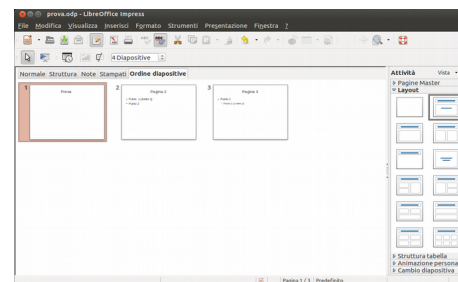 prova.odp - LibreOffice Impress
File Modifica Visualizza Inserisci Formato Strumenti Presentazione Finestra ?
4 Diapositive
Normale Struttura Note Stampati Ordine diapositive
Attività Vista
Pagine Master
Layout
1 Prova
2 Pagina 2
3 Pagina 3
Struttura tabella
Animazione persona
Cambio diapositiva
Pagina 1 / 3 Predefinito